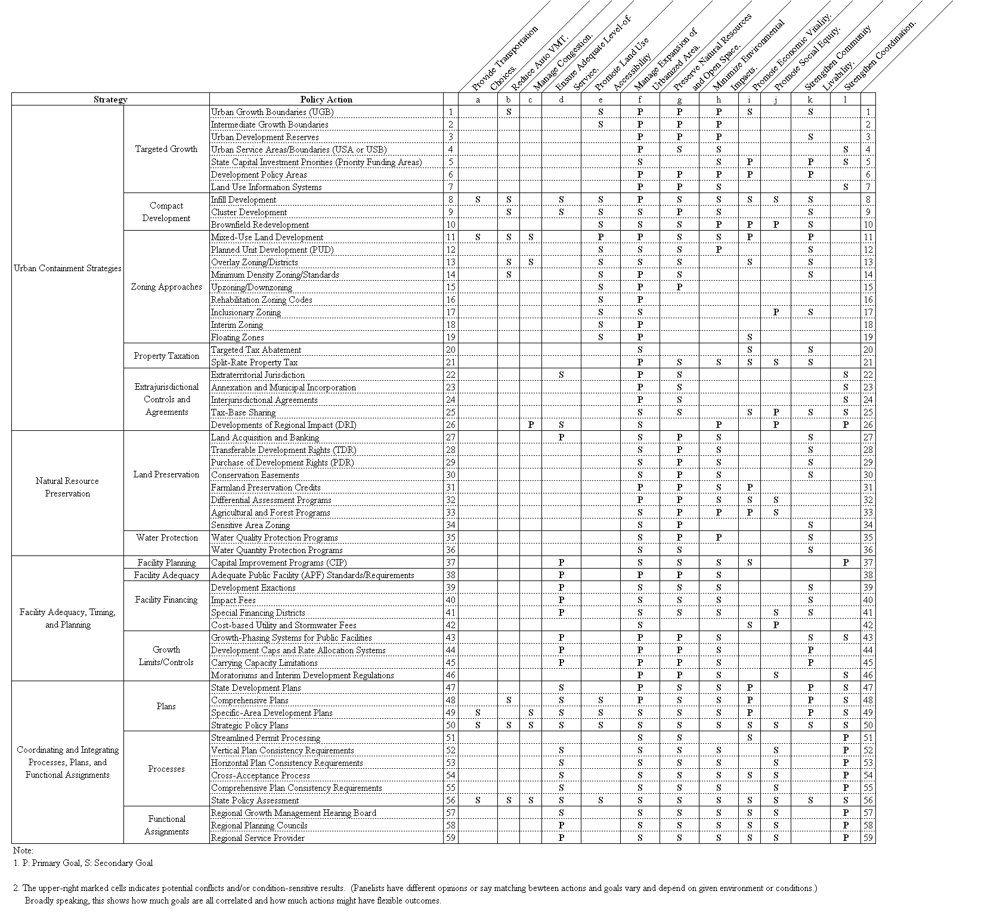 Provide Transportation
Choices.
Reduce Auto VMT.
Manage Congestion.
Ensure Adequate Level-of-
Service.
Promote Land Use
Accessibility
Manage Expansion of
Urbanized Area.
Preserve Natural Resources
and Open Space.
Minimize Environmental
Impacts.
Promote Economic Vitality.
Promote Social Equity.
Strengthen Community
Livability.
Strengthen Coordination.
Strategy Policy Action a b c d e f g h i j k l
Urban Containment Strategies
Targeted Growth
Urban Growth Boundaries (UGB) 1 S S P P P S S 1
Intermediate Growth Boundaries 2 S P P P 2
Urban Development Reserves 3 P P P S 3
Urban Service Areas/Boundaries (USA or USB) 4 P S S S 4
State Capital Investment Priorities (Priority Funding Areas) 5 S S P P S 5
Development Policy Areas 6 P P P P P 6
Land Use Information Systems 7 P P S S 7
Compact
Development
Infill Development 8 S S S S P S S S S S 8
Cluster Development 9 S S S S P S S 9
Brownfield Redevelopment 10 S S S P P P S 10
Zoning Approaches
Mixed-Use Land Development 11 S S S P P S S P P 11
Planned Unit Development (PUD) 12 S S S P S 12
Overlay Zoning/Districts 13 S S S S S S S 13
Minimum Density Zoning/Standards 14 S S P S S 14
Upzoning/Downzoning 15 S P P 15
Rehabilitation Zoning Codes 16 S P 16
Inclusionary Zoning 17 S S P S 17
Interim Zoning 18 S P 18
Floating Zones 19 S P S 19
Property Taxation
Targeted Tax Abatement 20 S S S 20
Split-Rate Property Tax 21 P S S S S S 21
Extrajurisdictional
Controls and
Agreements
Extraterritorial Jurisdiction 22 S P S S 22
Annexation and Municipal Incorporation 23 P S S 23
Interjurisdictional Agreements 24 P S S 24
Tax-Base Sharing 25 S S S P S S 25
Developments of Regional Impact (DRI) 26 P S S P P P 26
Natural Resource
Preservation
Land Preservation
Land Acquisition and Banking 27 P S P S S 27
Transferable Development Rights (TDR) 28 S P S S 28
Purchase of Development Rights (PDR) 29 S P S S 29
Conservation Easements 30 S P S S 30
Farmland Preservation Credits 31 P P S P 31
Differential Assessment Programs 32 P P S S S 32
Agricultural and Forest Programs 33 S P P P S 33
Sensitive Area Zoning 34 S P S 34
Water Protection
Water Quality Protection Programs 35 S P P S 35
Water Quantity Protection Programs 36 S S S 36
Facility Adequacy, Timing,
and Planning
Facility Planning Capital Improvement Programs (CIP) 37 P S S S S P 37
Facility Adequacy Adequate Public Facility (APF) Standards/Requirements 38 P P P S 38
Facility Financing
Development Exactions 39 P S S S S 39
Impact Fees 40 P S S S S 40
Special Financing Districts 41 P S S S S S 41
Cost-based Utility and Stormwater Fees 42 S S P 42
Growth
Limits/Controls
Growth-Phasing Systems for Public Facilities 43 P P P S S S 43
Development Caps and Rate Allocation Systems 44 P P P S P 44
Carrying Capacity Limitations 45 P P P S P 45
Moratoriums and Interim Development Regulations 46 P P S S S 46
Coordinating and Integrating
Processes, Plans, and
Functional Assignments
Plans
State Development Plans 47 S P S S P P S 47
Comprehensive Plans 48 S S S P S S P P S 48
Specific-Area Development Plans 49 S S S S S S S P P S 49
Strategic Policy Plans 50 S S S S S S S S S S S S 50
Processes
Streamlined Permit Processing 51 S S S P 51
Vertical Plan Consistency Requirements 52 S S S S S P 52
Horizontal Plan Consistency Requirements 53 S S S S S P 53
Cross-Acceptance Process 54 S S S S S S P 54
Comprehensive Plan Consistency Requirements 55 S S S S S P 55
State Policy Assessment 56 S S S S S S S S S S S S 56
Functional
Assignments
Regional Growth Management Hearing Board 57 S S S S S S P 57
Regional Planning Councils 58 P S S S S S P 58
Regional Service Provider 59 P S S S S S P 59
Note:
1. P: Primary Goal, S: Secondary Goal
2. The upper-right marked cells indicates potential conflicts and/or condition-sensitive results. (Panelists have different opinions or say matching bewteen actions and goals vary and depend on given environment or conditions.)
Broadly speaking, this shows how much goals are all correlated and how much actions might have flexible outcomes.